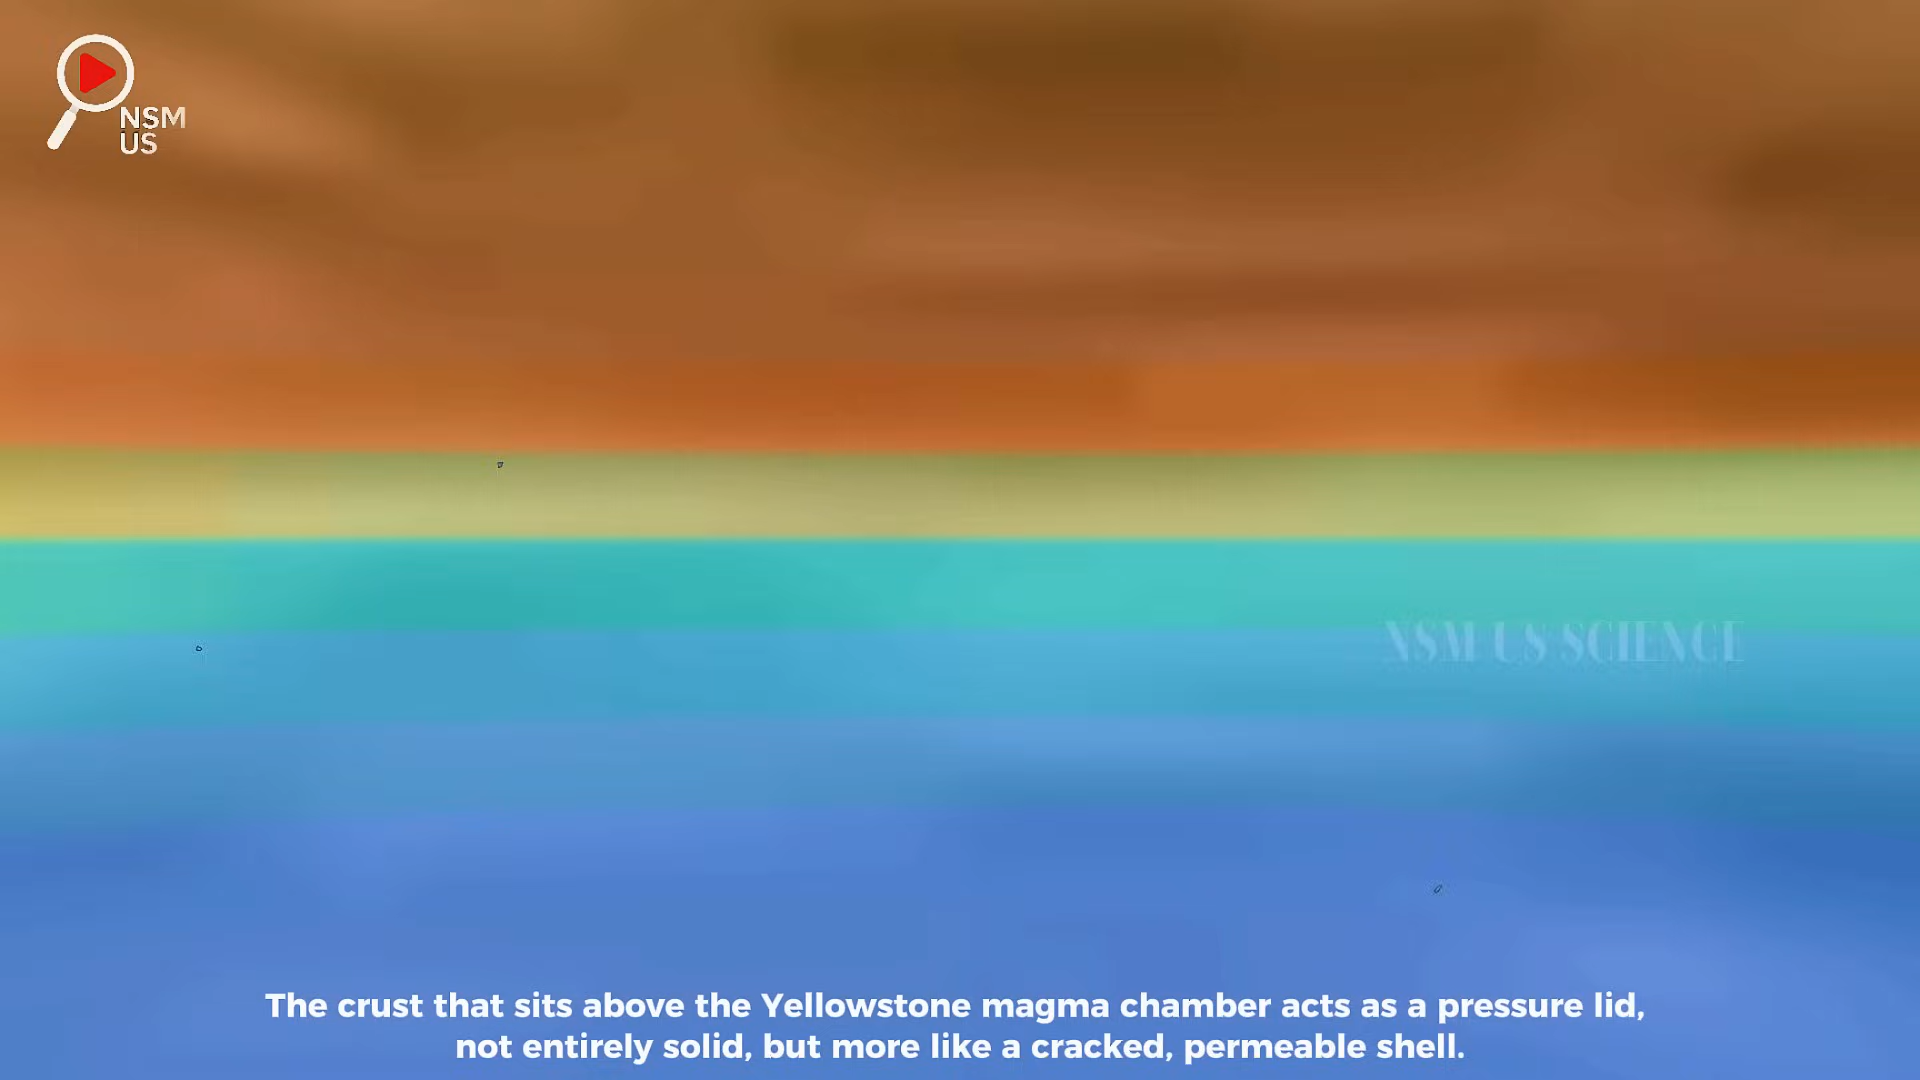 NSM
US
NSM US SCIENCE
The crust that sits above the Yellowstone magma chamber acts as a pressure lid,
not entirely solid, but more like a cracked, permeable shell.